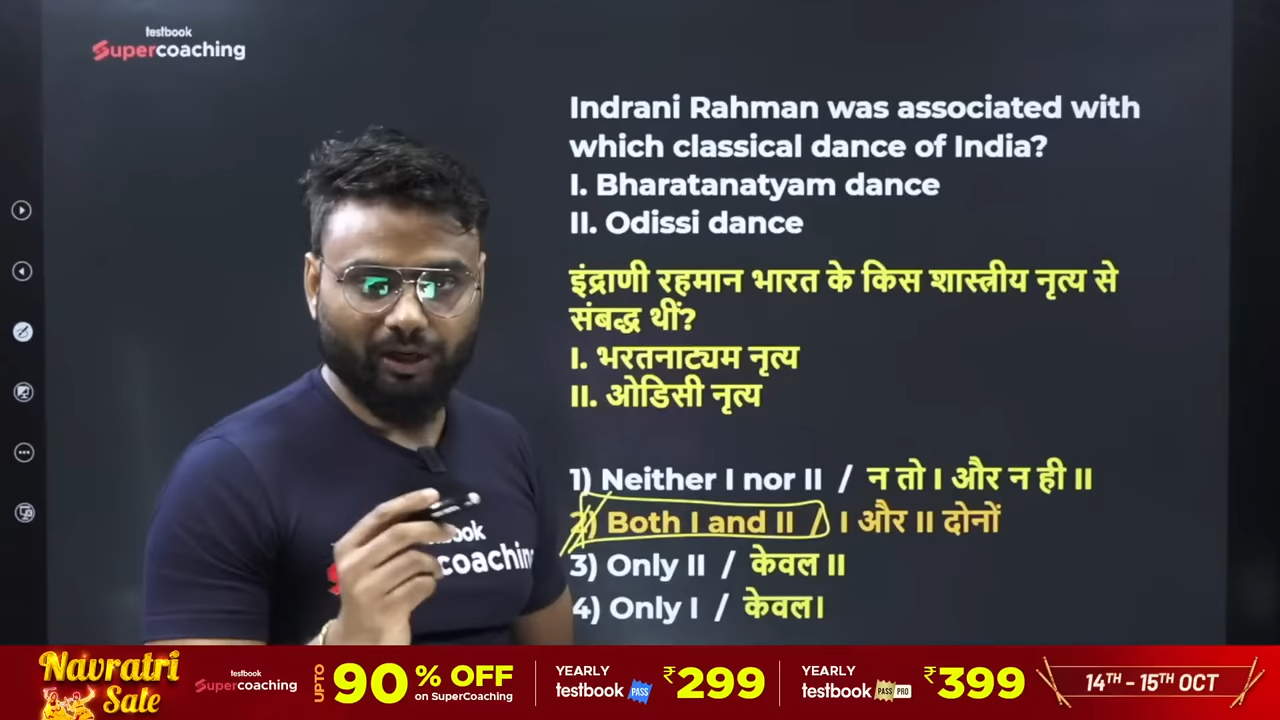 testbook
Supercoaching
Indrani Rahman was associated with
which classical dance of India?
I. Bharatanatyam dance
II. Odissi dance
इंद्राणी रहमान भारत के किस शास्त्रीय नृत्य से
संबद्ध थीं?
I. भरतनाट्यम नृत्य
II. ओडिसी नृत्य
1) Neither I nor II / न तो I और न ही II
2) Both I and II / I और II दोनों
3) Only II / केवल II
4) Only I / केवल I
coaching
Navratri
Sale
testbook
Supercoaching
UPTO
90% OFF
on SuperCoaching
YEARLY
testbook PASS
₹299
YEARLY
testbook PASS PRO
₹399
14TH - 15TH OCT